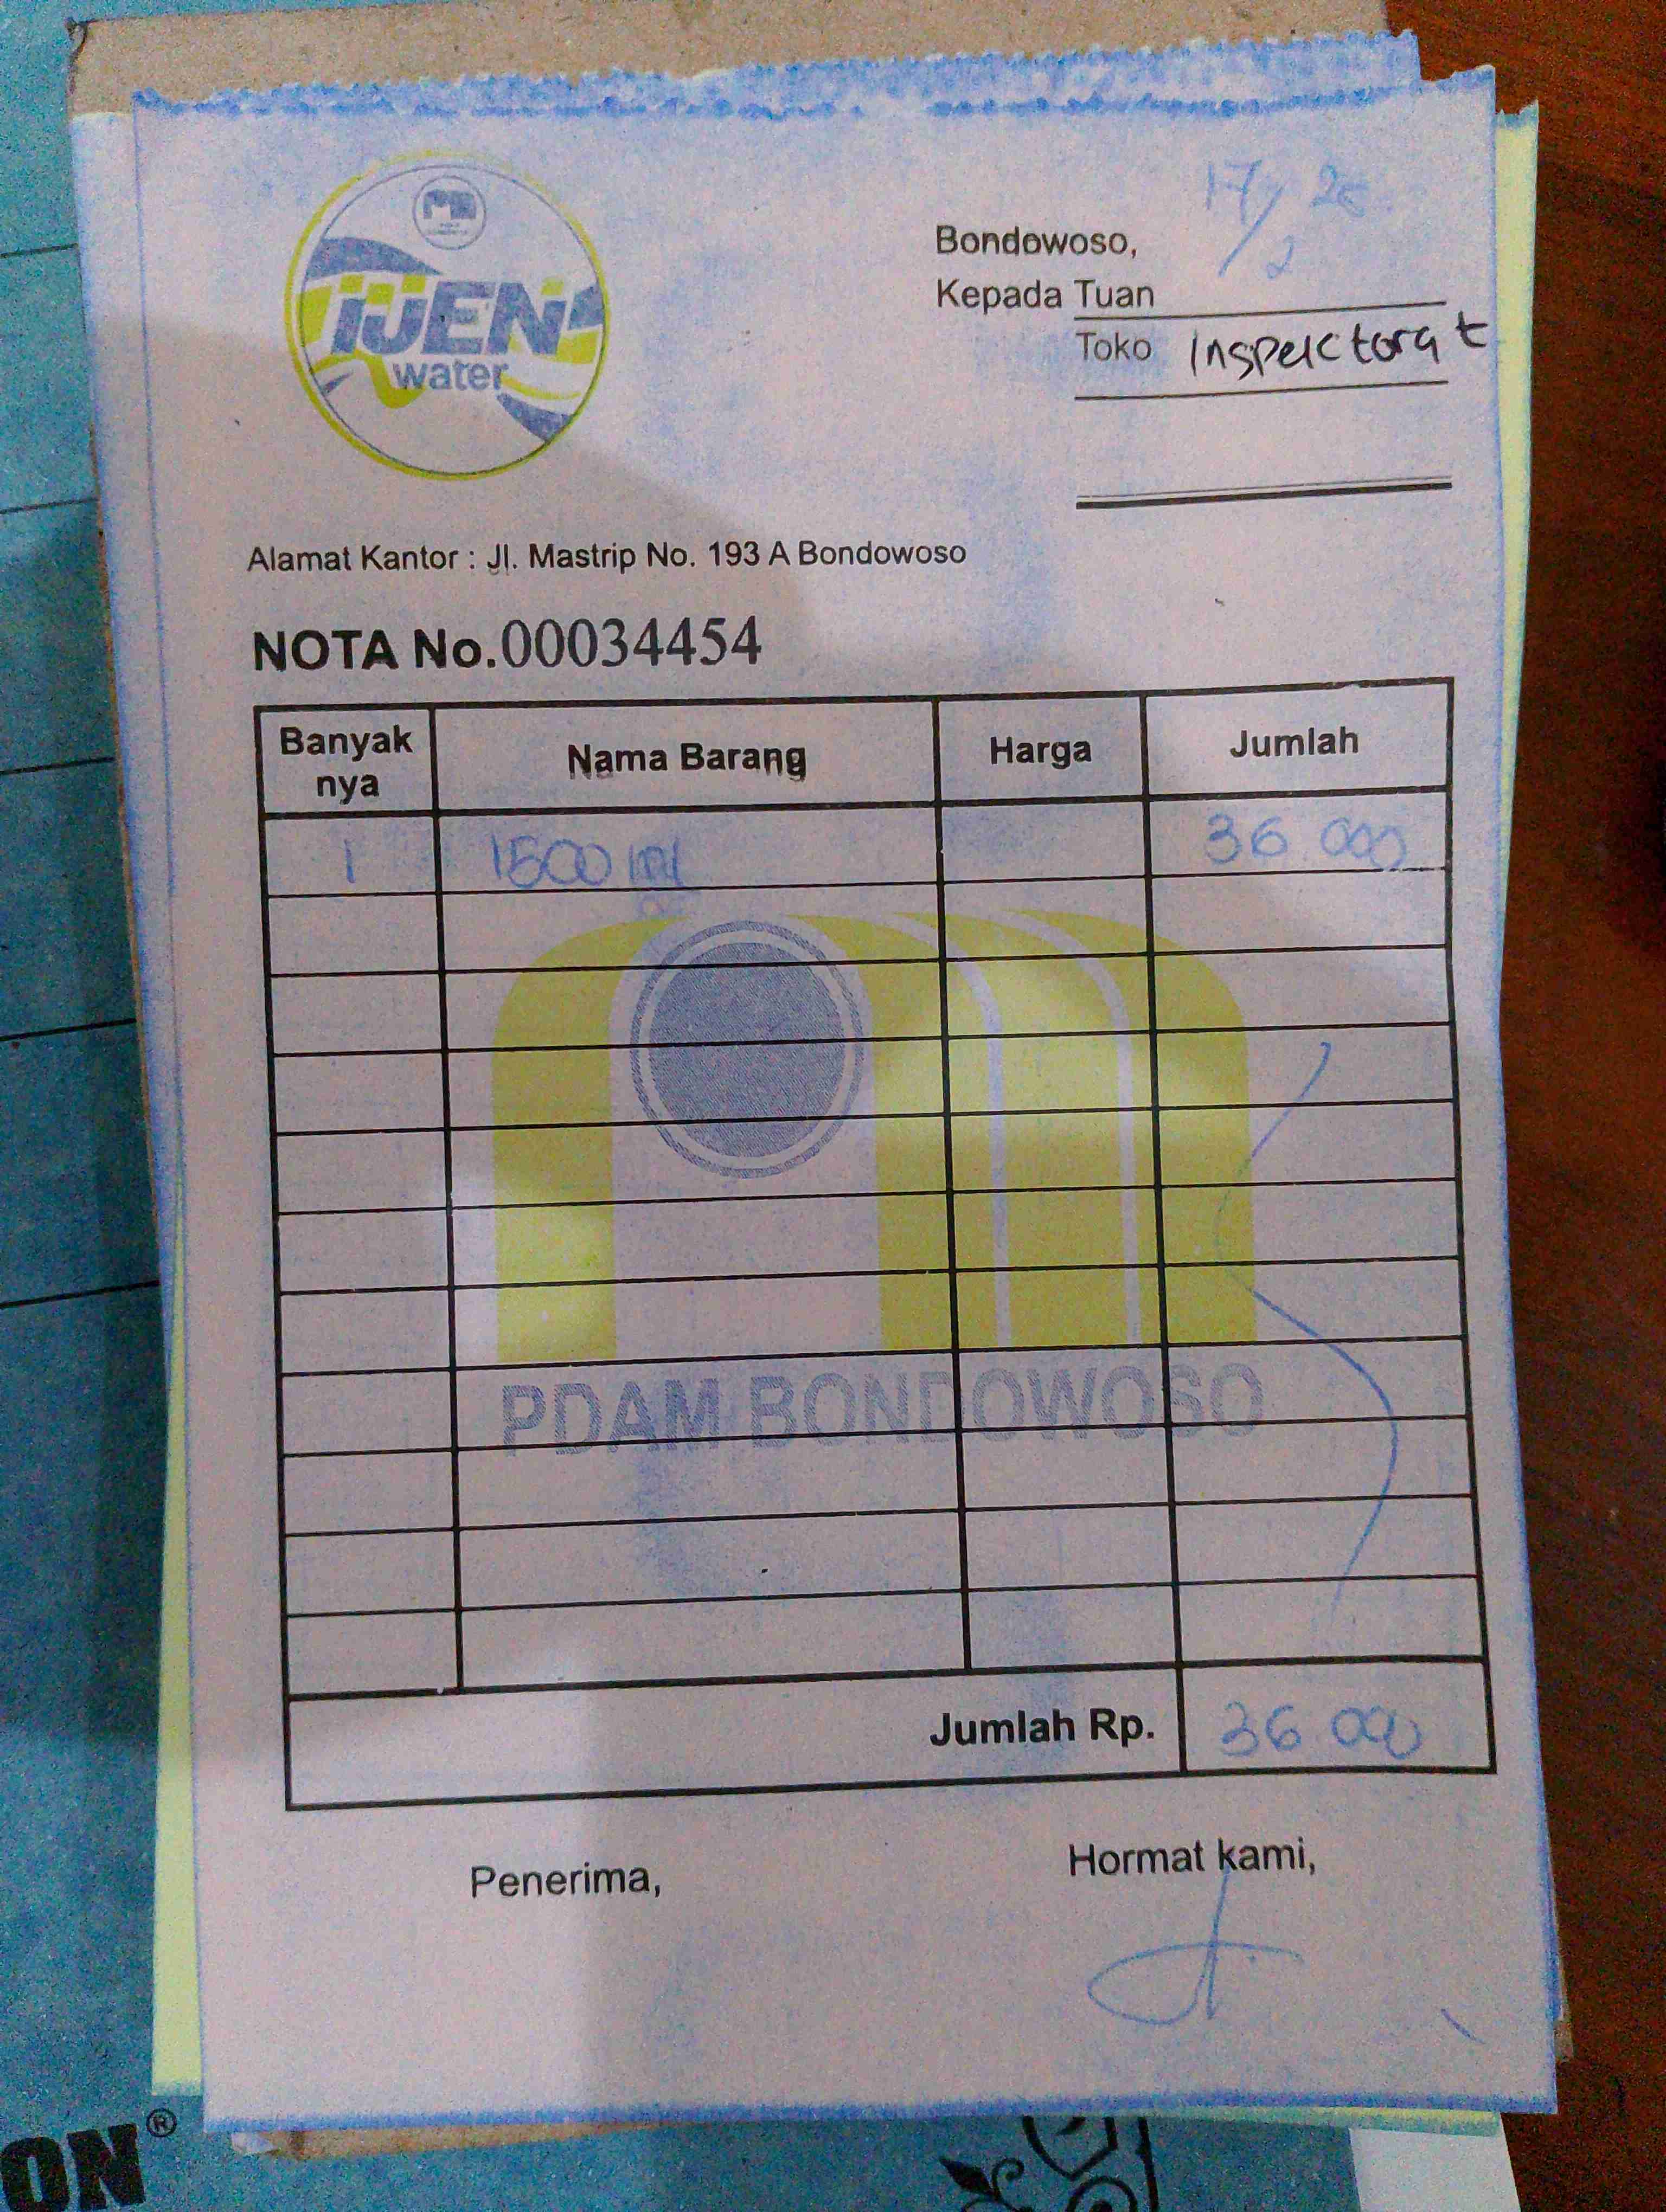 IJEN
water
17/2 26
Bondowoso,
Kepada Tuan
Toko Inspektorat
Alamat Kantor : Jl. Mastrip No. 193 A Bondowoso
NOTA No.00034454
Banyak nya Nama Barang Harga Jumlah
1 1500 ml 36.000
PDAM BONDOWOSO
Jumlah Rp. 36.000
Penerima, Hormat kami,
ON®